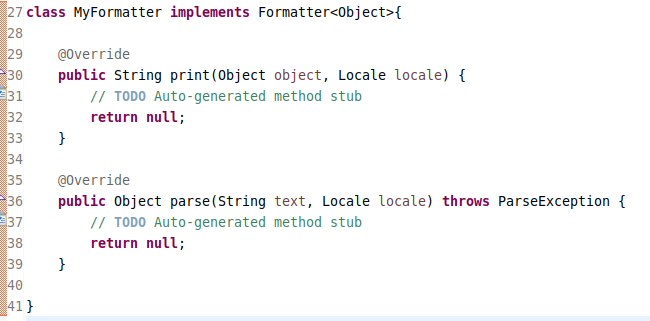 27 class MyFormatter implements Formatter<Object>{
28
29     @Override
30     public String print(Object object, Locale locale) {
31         // TODO Auto-generated method stub
32         return null;
33     }
34
35     @Override
36     public Object parse(String text, Locale locale) throws ParseException {
37         // TODO Auto-generated method stub
38         return null;
39     }
40
41 }